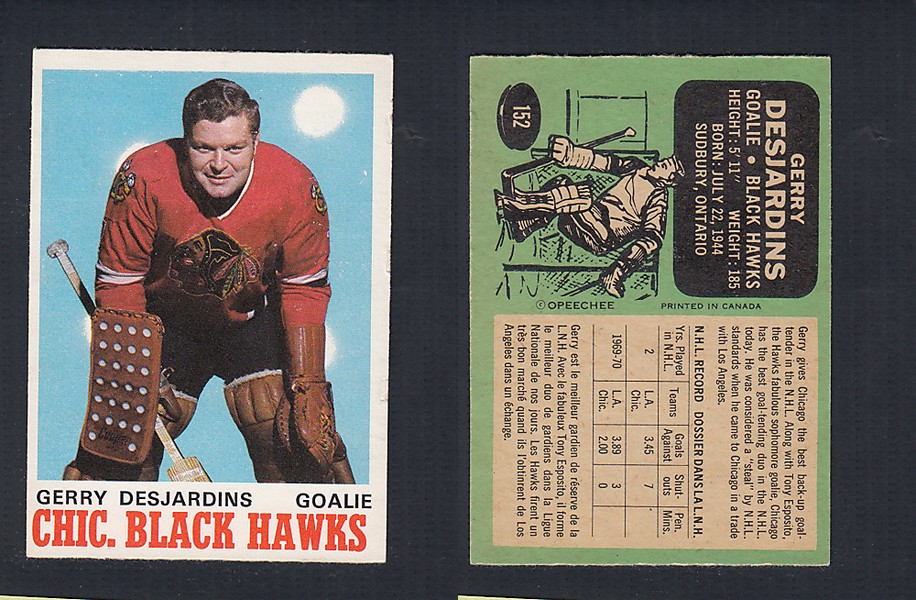 GERRY DESJARDINS GOALIE
CHIC. BLACK HAWKS
152
GERRY
DESJARDINS
GOALIE • BLACK HAWKS
HEIGHT: 5'11" WEIGHT: 185
BORN: JULY 22, 1944
SUDBURY, ONTARIO
© OPEECHEE PRINTED IN CANADA
Gerry gives Chicago the best back-up goal-
tender in the N.H.L. Along with Tony Esposito,
the Hawks fabulous sophomore goalie, Chicago
has the best goal-tending duo in the N.H.L.
today. He was considered a "steal" by N.H.L.
standards when he came to Chicago in a trade
with Los Angeles.
N.H.L. RECORD DOSSIER DANS LA L.N.H.
Yrs. Played Teams Goals Shut- Pen.
in N.H.L. Against outs Mins.
2 L.A. 3.45 7
Chic.
1969-70 L.A. 3.89 3
Chic. 2.00 0
Gerry est le meilleur gardien de réserve de la
L.N.H. Avec le fabuleux Tony Esposito, il forme
le meilleur duo de gardiens dans la Ligue
Nationale de nos jours. Les Hawks firent un
très bon marché quand ils l'obtinrent de Los
Angeles dans un échange.